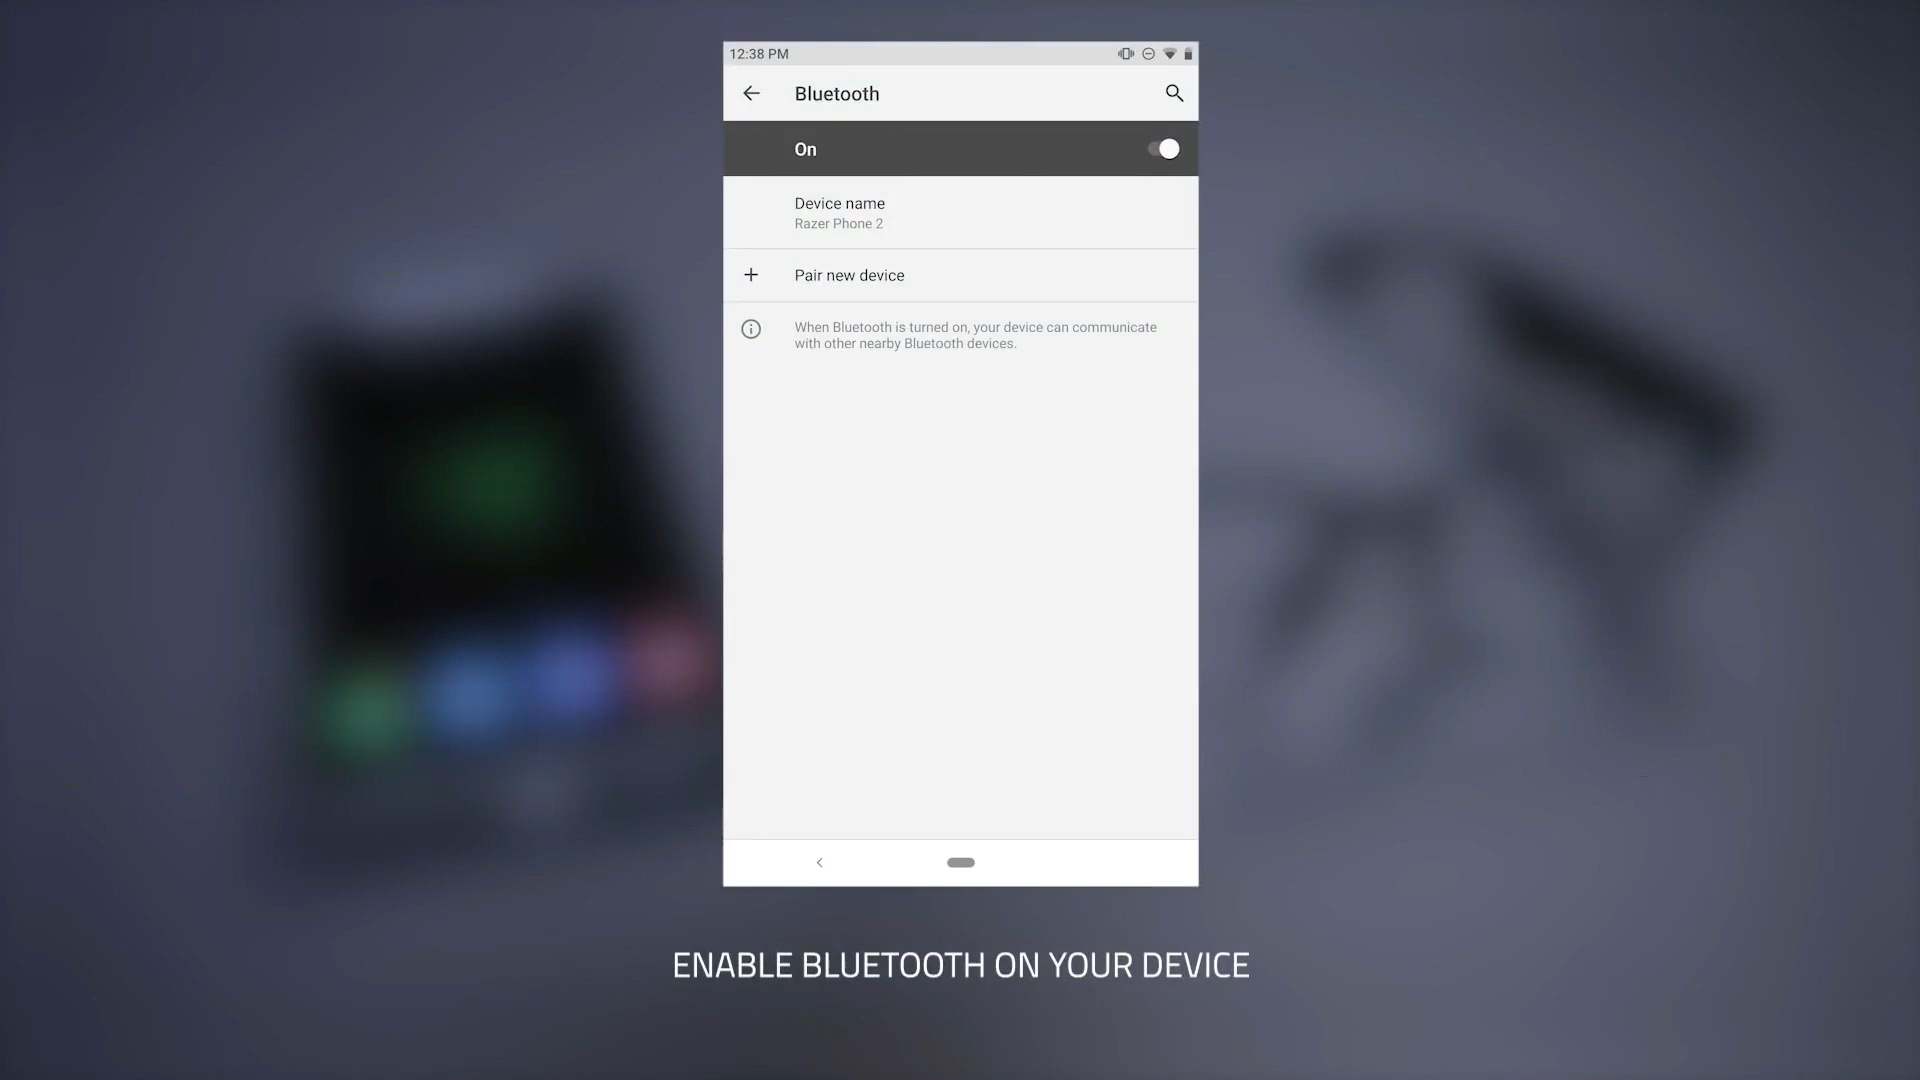 12:38 PM
Bluetooth
On
Device name
Razer Phone 2
Pair new device
When Bluetooth is turned on, your device can communicate
with other nearby Bluetooth devices.
ENABLE BLUETOOTH ON YOUR DEVICE